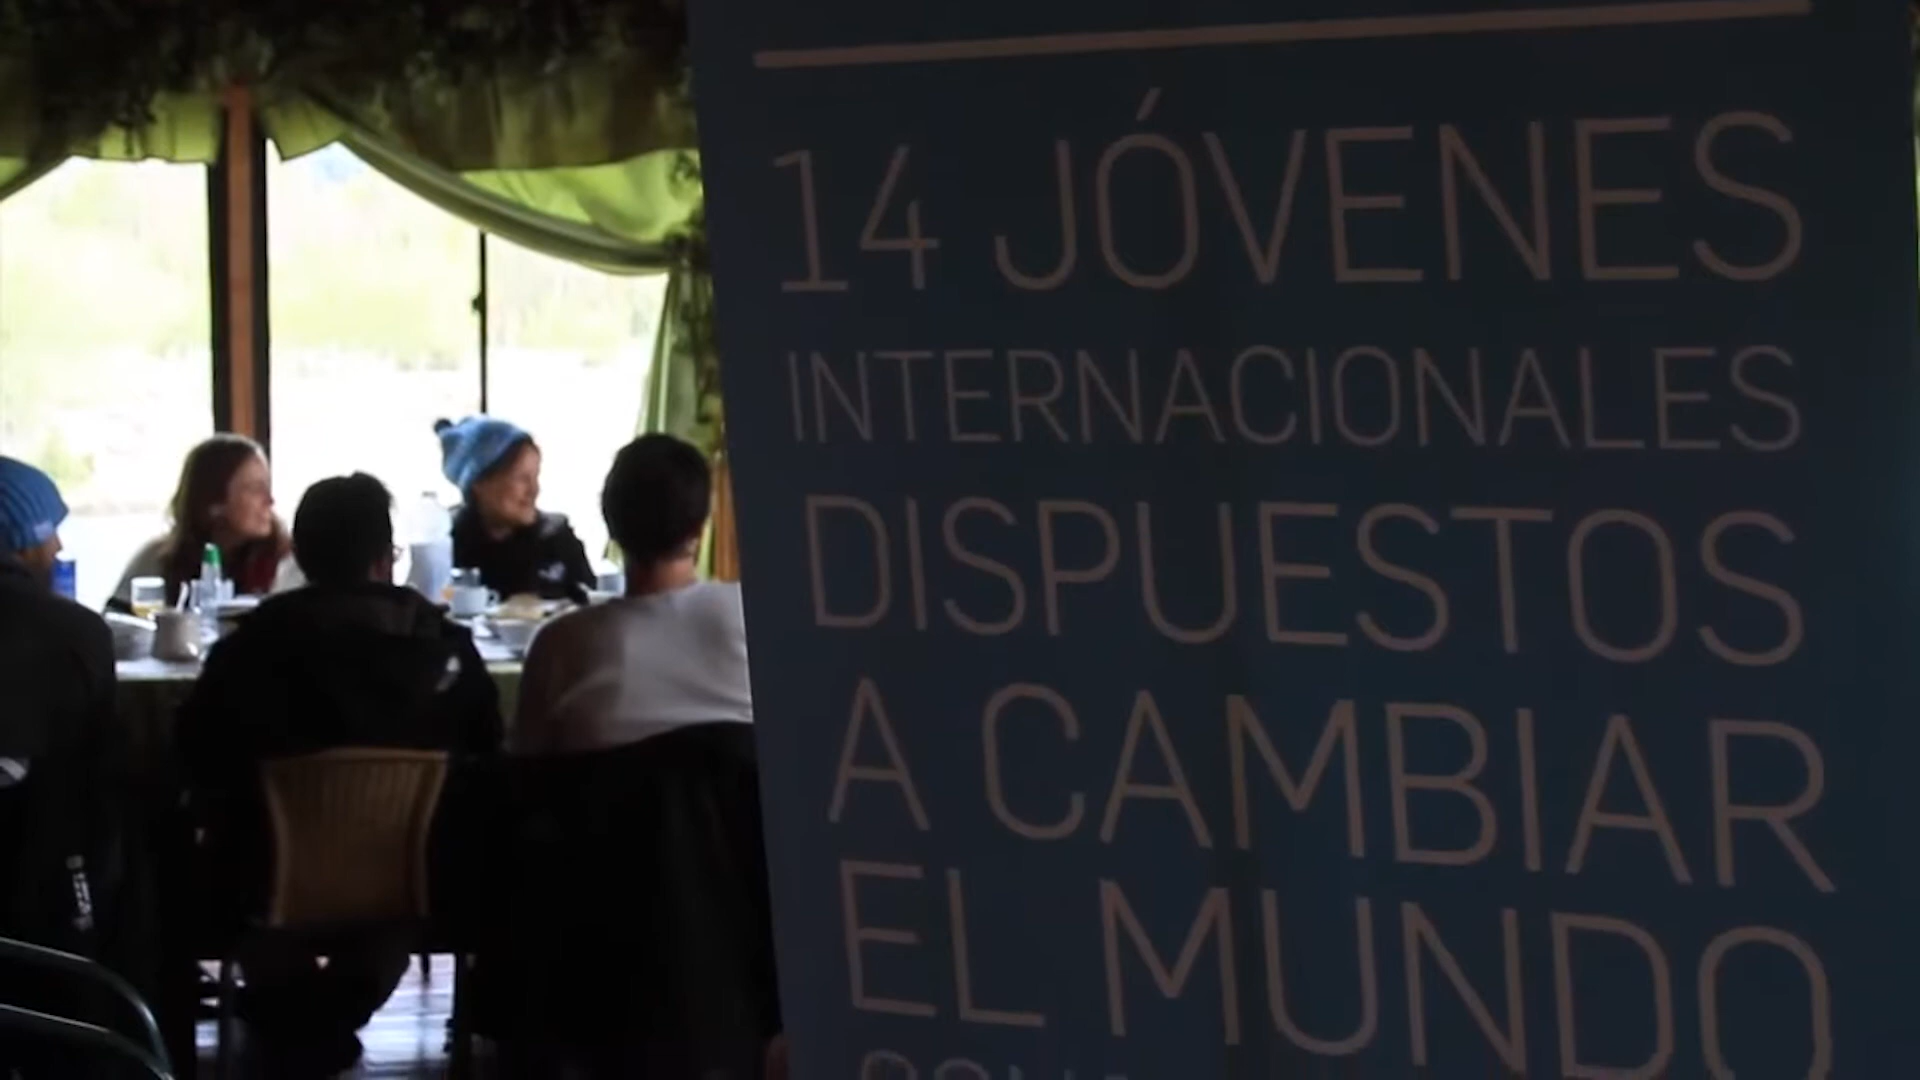 14 JÓVENES
INTERNACIONALES
DISPUESTOS
A CAMBIAR
EL MUNDO